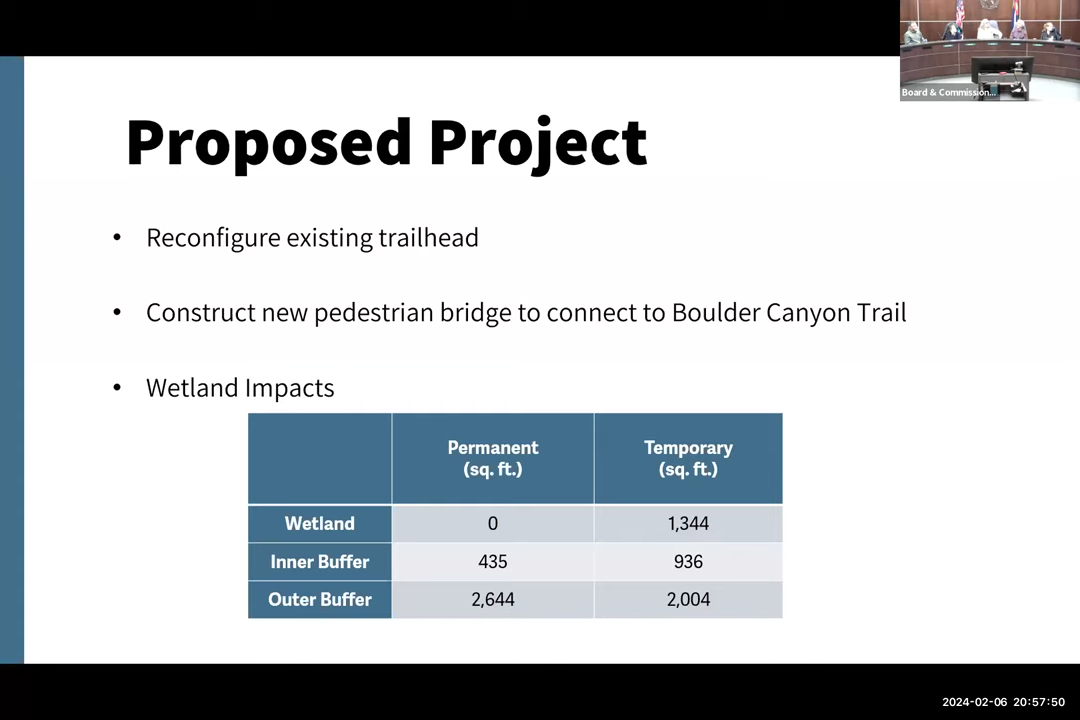 Board & Commission...
Proposed Project
• Reconfigure existing trailhead
• Construct new pedestrian bridge to connect to Boulder Canyon Trail
• Wetland Impacts
Permanent (sq. ft.) Temporary (sq. ft.)
Wetland 0 1,344
Inner Buffer 435 936
Outer Buffer 2,644 2,004
2024-02-06 20:57:50